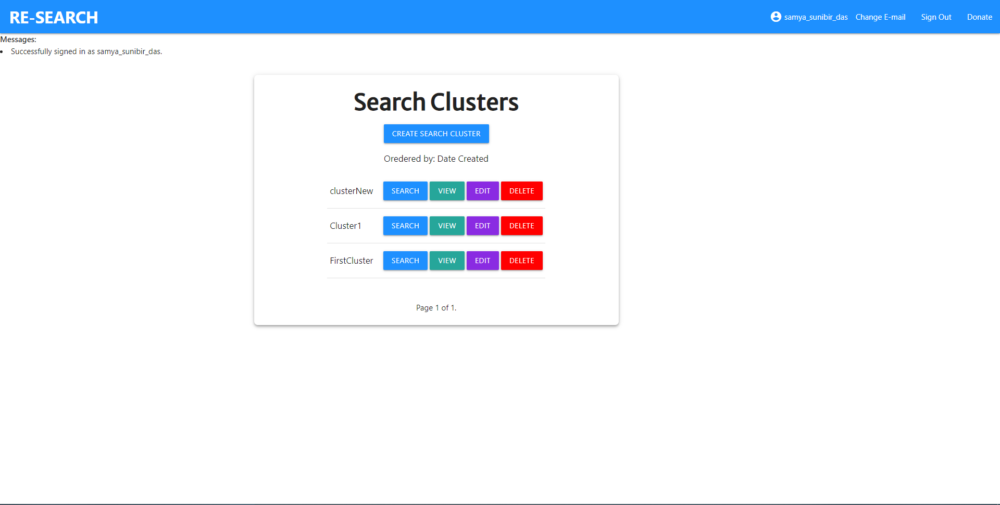 RE-SEARCH
samya_sunibir_das Change E-mail Sign Out Donate
Messages:
Successfully signed in as samya_sunibir_das.
Search Clusters
CREATE SEARCH CLUSTER
Oredered by: Date Created
clusterNew SEARCH VIEW EDIT DELETE
Cluster1 SEARCH VIEW EDIT DELETE
FirstCluster SEARCH VIEW EDIT DELETE
Page 1 of 1.